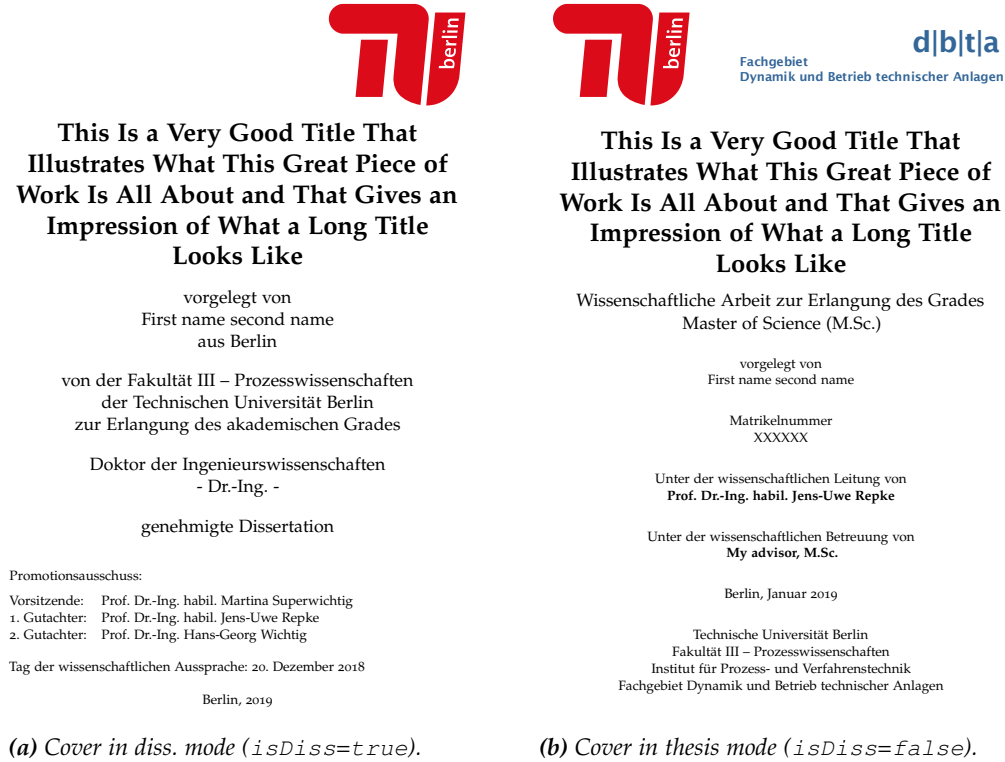 berlin
This Is a Very Good Title That
Illustrates What This Great Piece of
Work Is All About and That Gives an
Impression of What a Long Title
Looks Like
vorgelegt von
First name second name
aus Berlin
von der Fakultät III – Prozesswissenschaften
der Technischen Universität Berlin
zur Erlangung des akademischen Grades
Doktor der Ingenieurswissenschaften
- Dr.-Ing. -
genehmigte Dissertation
Promotionsausschuss:
Vorsitzende: Prof. Dr.-Ing. habil. Martina Superwichtig
1. Gutachter: Prof. Dr.-Ing. habil. Jens-Uwe Repke
2. Gutachter: Prof. Dr.-Ing. Hans-Georg Wichtig
Tag der wissenschaftlichen Aussprache: 20. Dezember 2018
Berlin, 2019
(a) Cover in diss. mode (isDiss=true).
berlin
d|b|t|a
Fachgebiet
Dynamik und Betrieb technischer Anlagen
This Is a Very Good Title That
Illustrates What This Great Piece of
Work Is All About and That Gives an
Impression of What a Long Title
Looks Like
Wissenschaftliche Arbeit zur Erlangung des Grades
Master of Science (M.Sc.)
vorgelegt von
First name second name
Matrikelnummer
XXXXXX
Unter der wissenschaftlichen Leitung von
Prof. Dr.-Ing. habil. Jens-Uwe Repke
Unter der wissenschaftlichen Betreuung von
My advisor, M.Sc.
Berlin, Januar 2019
Technische Universität Berlin
Fakultät III – Prozesswissenschaften
Institut für Prozess- und Verfahrenstechnik
Fachgebiet Dynamik und Betrieb technischer Anlagen
(b) Cover in thesis mode (isDiss=false).